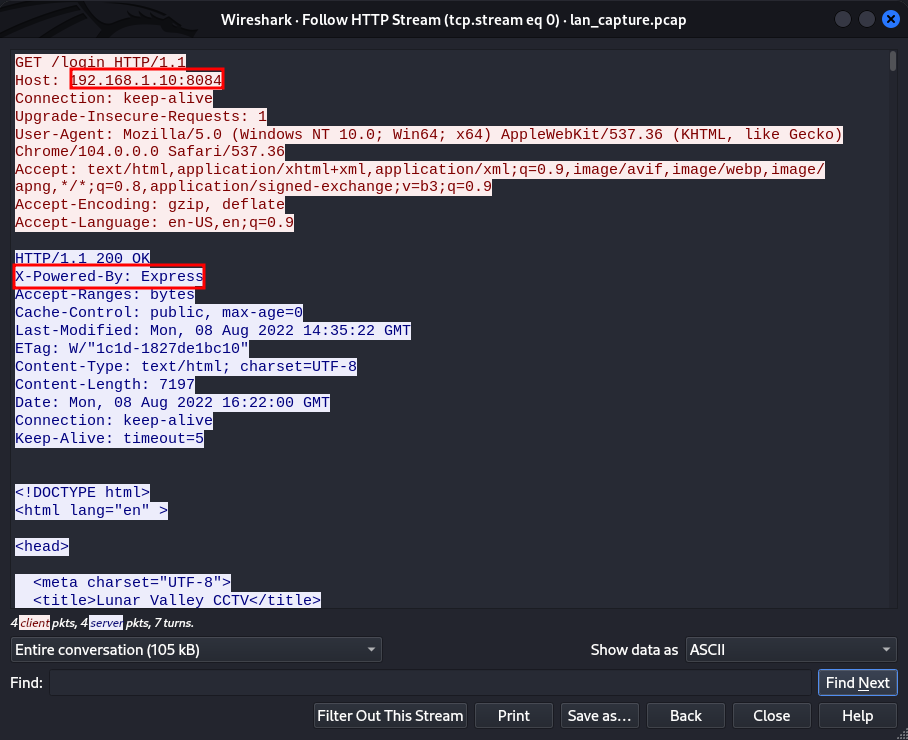 Wireshark · Follow HTTP Stream (tcp.stream eq 0) · lan_capture.pcap
GET /login HTTP/1.1
Host: 192.168.1.10:8084
Connection: keep-alive
Upgrade-Insecure-Requests: 1
User-Agent: Mozilla/5.0 (Windows NT 10.0; Win64; x64) AppleWebKit/537.36 (KHTML, like Gecko)
Chrome/104.0.0.0 Safari/537.36
Accept: text/html,application/xhtml+xml,application/xml;q=0.9,image/avif,image/webp,image/
apng,*/*;q=0.8,application/signed-exchange;v=b3;q=0.9
Accept-Encoding: gzip, deflate
Accept-Language: en-US,en;q=0.9
HTTP/1.1 200 OK
X-Powered-By: Express
Accept-Ranges: bytes
Cache-Control: public, max-age=0
Last-Modified: Mon, 08 Aug 2022 14:35:22 GMT
ETag: W/"1c1d-1827de1bc10"
Content-Type: text/html; charset=UTF-8
Content-Length: 7197
Date: Mon, 08 Aug 2022 16:22:00 GMT
Connection: keep-alive
Keep-Alive: timeout=5
<!DOCTYPE html>
<html lang="en" >
<head>
<meta charset="UTF-8">
<title>Lunar Valley CCTV</title>
4 client pkts, 4 server pkts, 7 turns.
Entire conversation (105 kB)
Show data as ASCII
Find:
Find Next
Filter Out This Stream
Print
Save as…
Back
Close
Help